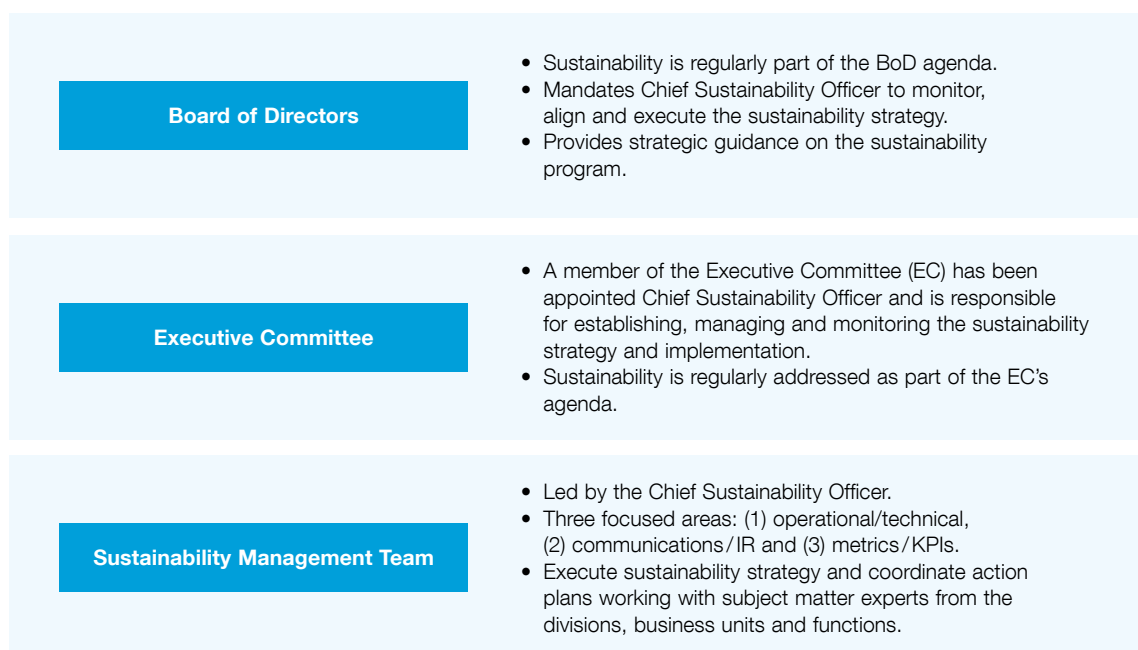 Board of Directors
• Sustainability is regularly part of the BoD agenda.
• Mandates Chief Sustainability Officer to monitor,
align and execute the sustainability strategy.
• Provides strategic guidance on the sustainability
program.
Executive Committee
• A member of the Executive Committee (EC) has been
appointed Chief Sustainability Officer and is responsible
for establishing, managing and monitoring the sustainability
strategy and implementation.
• Sustainability is regularly addressed as part of the EC’s
agenda.
Sustainability Management Team
• Led by the Chief Sustainability Officer.
• Three focused areas: (1) operational/technical,
(2) communications/IR and (3) metrics/KPIs.
• Execute sustainability strategy and coordinate action
plans working with subject matter experts from the
divisions, business units and functions.